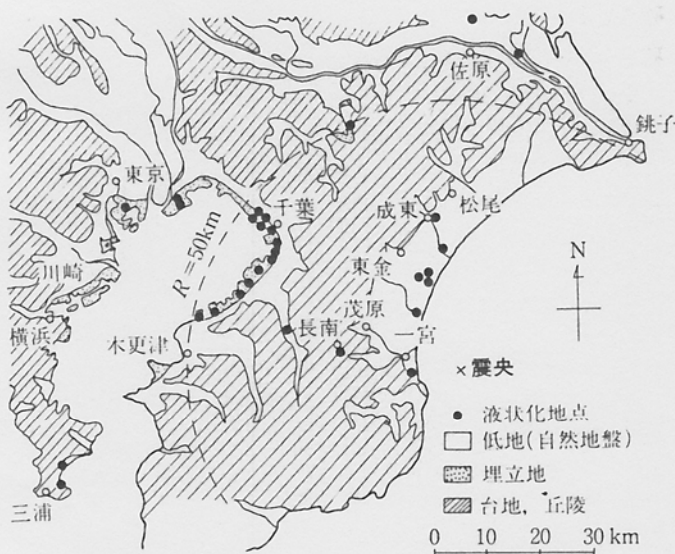 佐原
銚子
東京
千葉
成東
松尾
R=50km
川崎
東金
N
茂原
横浜
長南
一宮
木更津
×震央
液状化地点
低地(自然地盤)
埋立地
台地,丘陵
三浦
0 10 20 30 km